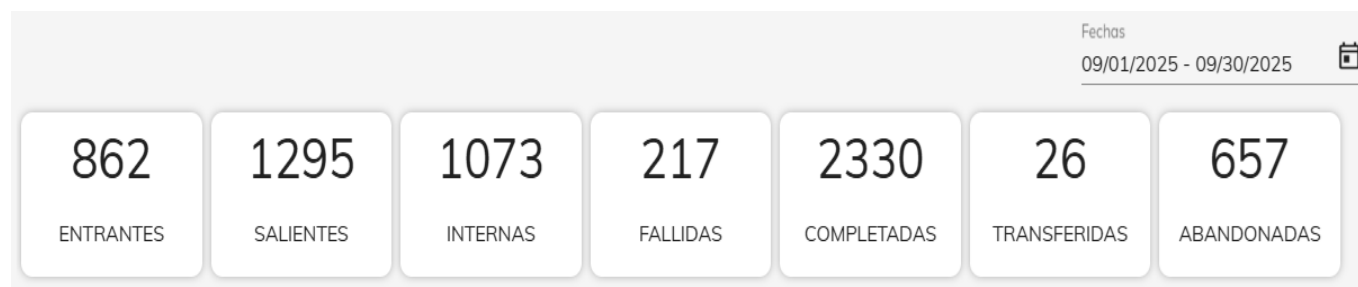 Fechas
09/01/2025 - 09/30/2025
862 1295 1073 217 2330 26 657
ENTRANTES SALIENTES INTERNAS FALLIDAS COMPLETADAS TRANSFERIDAS ABANDONADAS